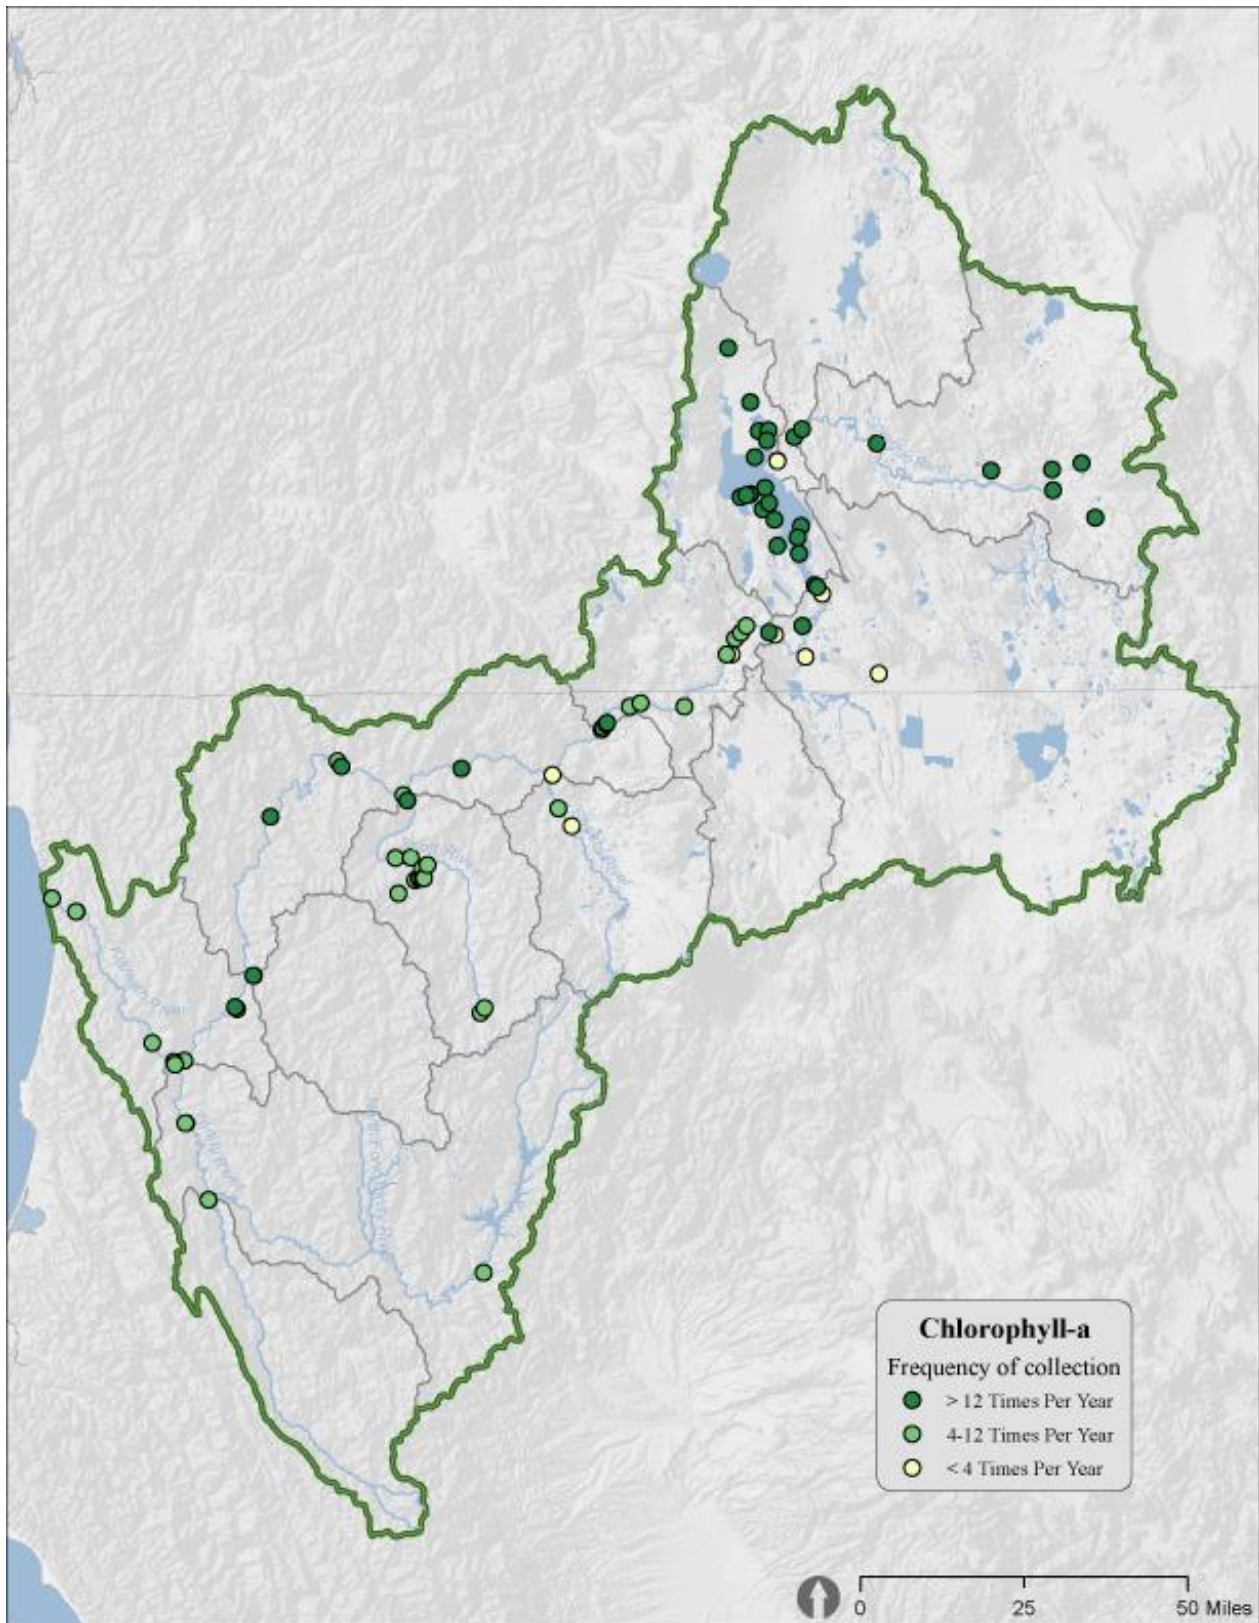 Chlorophyll-a
Frequency of collection
> 12 Times Per Year
4-12 Times Per Year
< 4 Times Per Year
0
25
50 Miles